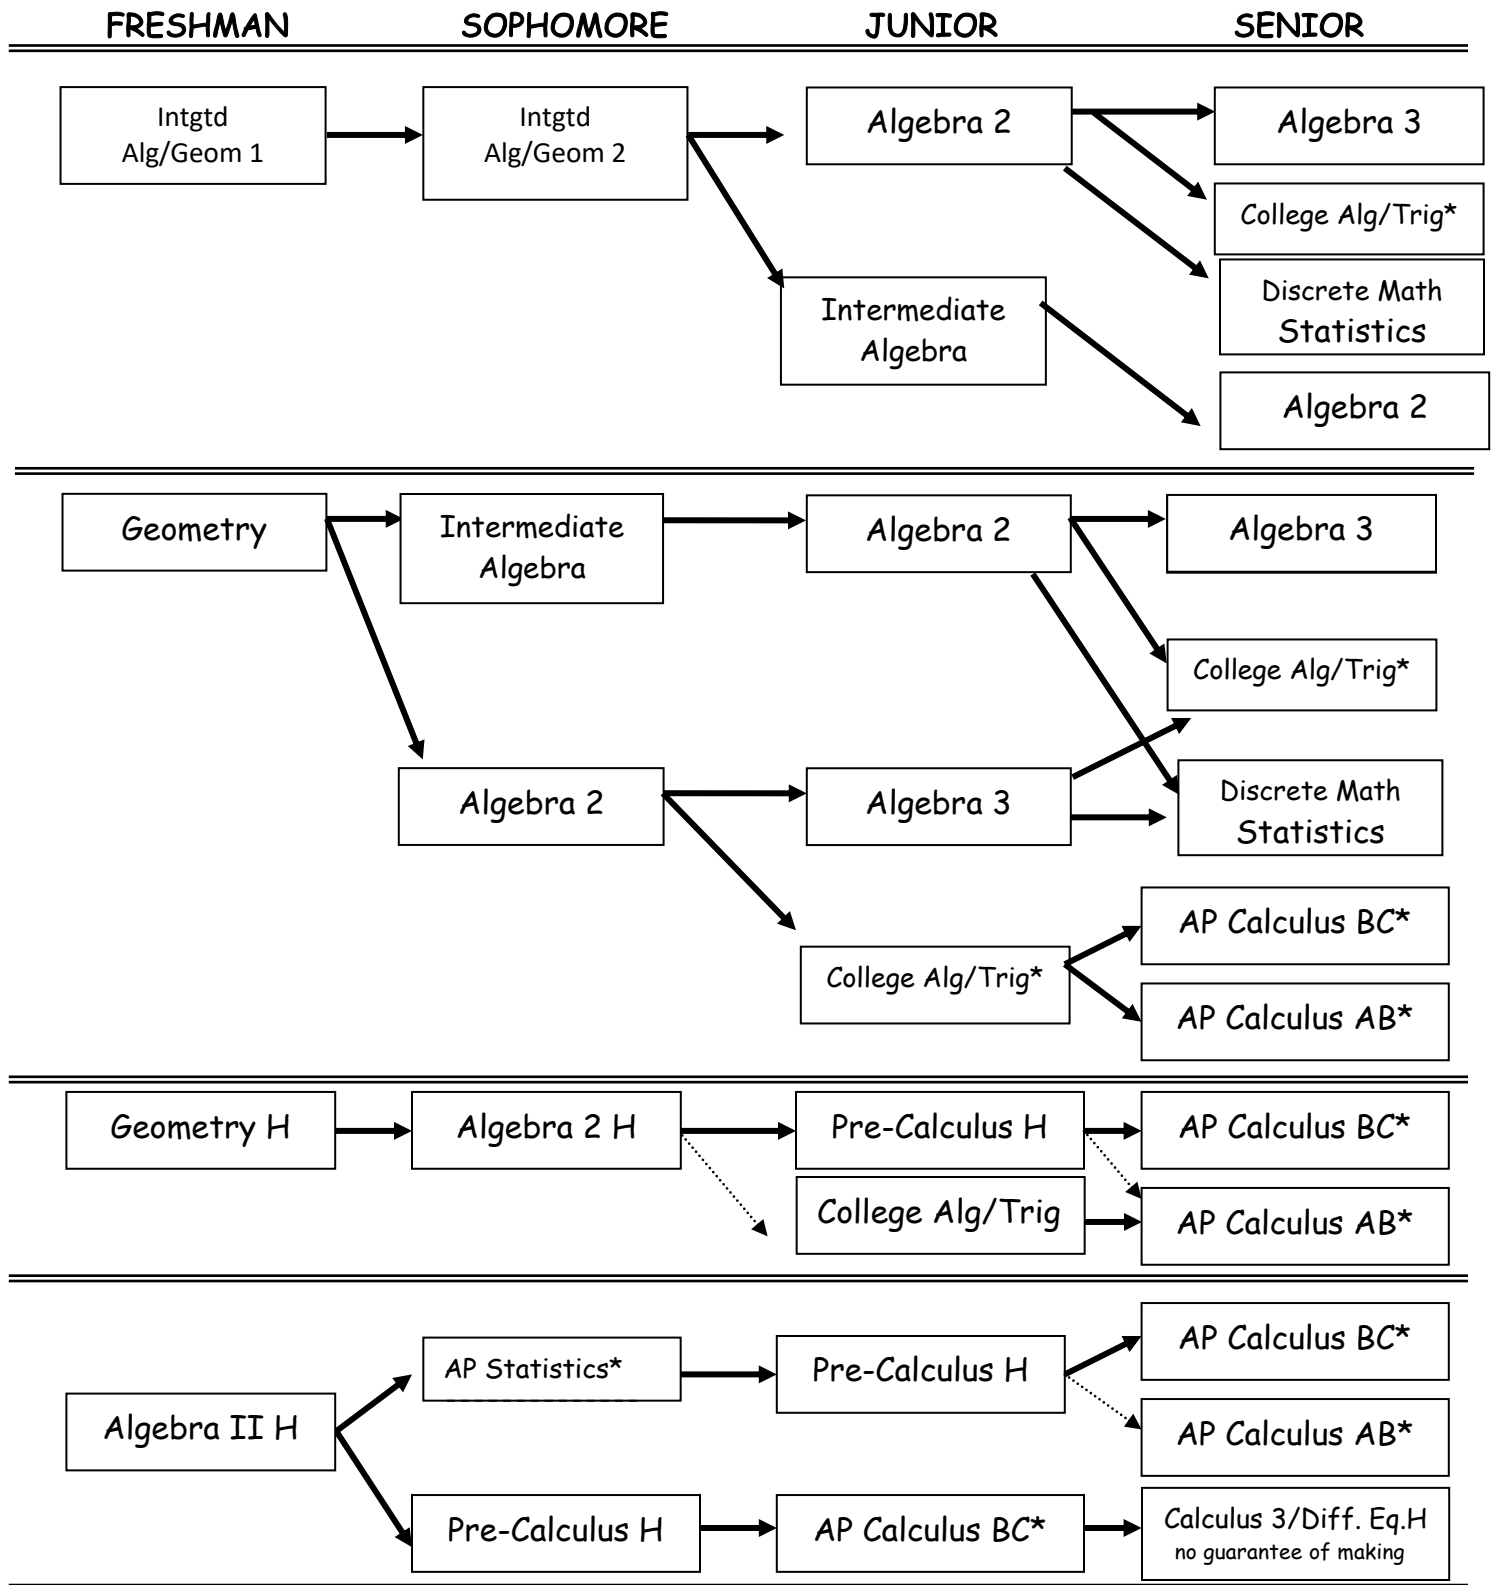 FRESHMAN SOPHOMORE JUNIOR SENIOR
Intgtd
Alg/Geom 1
Intgtd
Alg/Geom 2
Algebra 2
Algebra 3
College Alg/Trig*
Discrete Math
Statistics
Intermediate
Algebra
Algebra 2
Geometry
Intermediate
Algebra
Algebra 2
Algebra 3
College Alg/Trig*
Algebra 2
Algebra 3
Discrete Math
Statistics
College Alg/Trig*
AP Calculus BC*
AP Calculus AB*
Geometry H
Algebra 2 H
Pre-Calculus H
AP Calculus BC*
College Alg/Trig
AP Calculus AB*
Algebra II H
AP Statistics*
Pre-Calculus H
AP Calculus BC*
AP Calculus AB*
Pre-Calculus H
AP Calculus BC*
Calculus 3/Diff. Eq.H
no guarantee of making